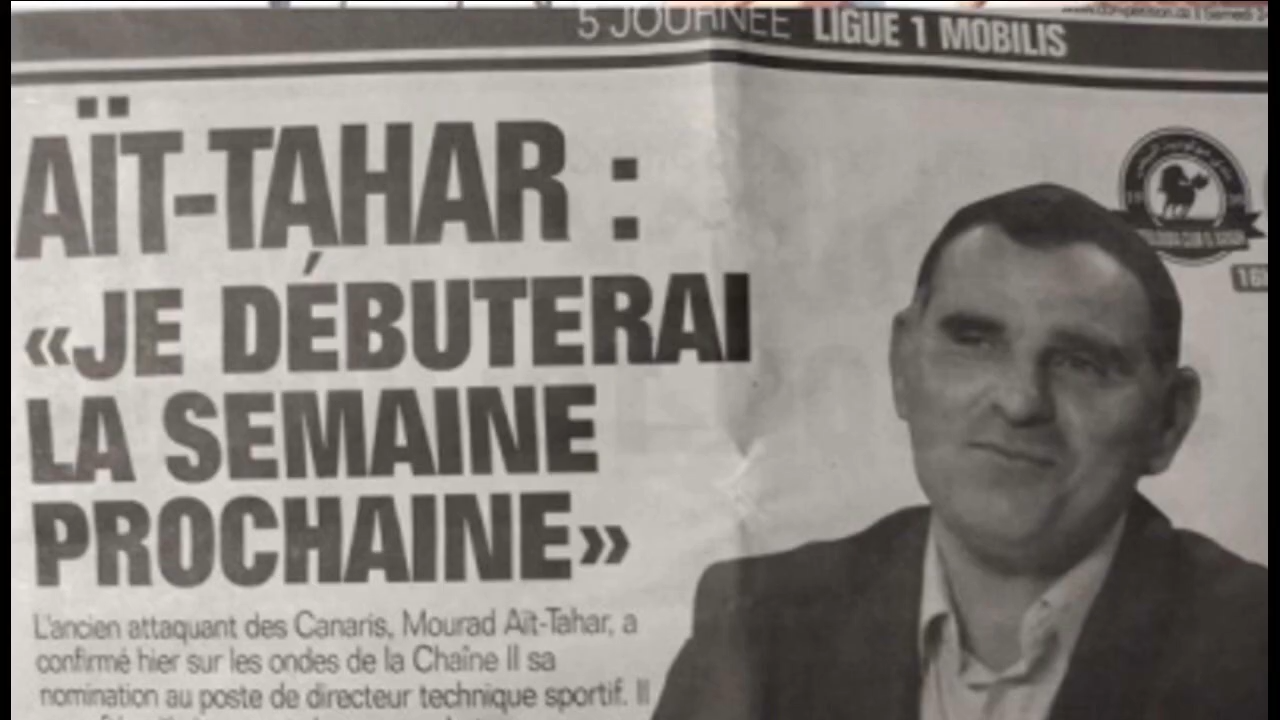 5 JOURNÉE LIGUE 1 MOBILIS
AÏT-TAHAR :
«JE DÉBUTERAI
LA SEMAINE
PROCHAINE»
L'ancien attaquant des Canaris, Mourad Aït-Tahar, a
confirmé hier sur les ondes de la Chaîne II sa
nomination au poste de directeur technique sportif. Il
16h